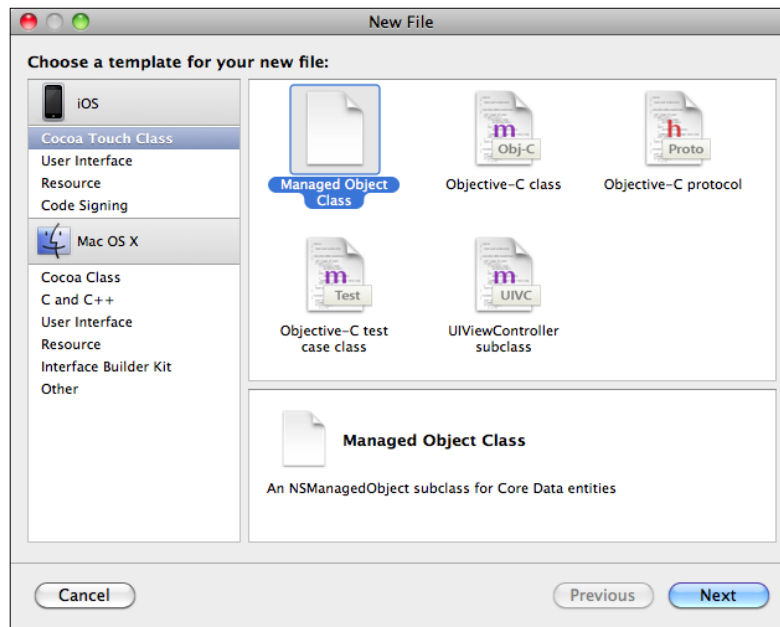 New File
Choose a template for your new file:
iOS
Cocoa Touch Class
User Interface
Resource
Code Signing
Mac OS X
Cocoa Class
C and C++
User Interface
Resource
Interface Builder Kit
Other
Managed Object
Class
m
Obj-C
Objective-C class
h
Proto
Objective-C protocol
m
Test
Objective-C test
case class
m
UIVC
UIViewController
subclass
Managed Object Class
An NSManagedObject subclass for Core Data entities
Cancel
Previous
Next